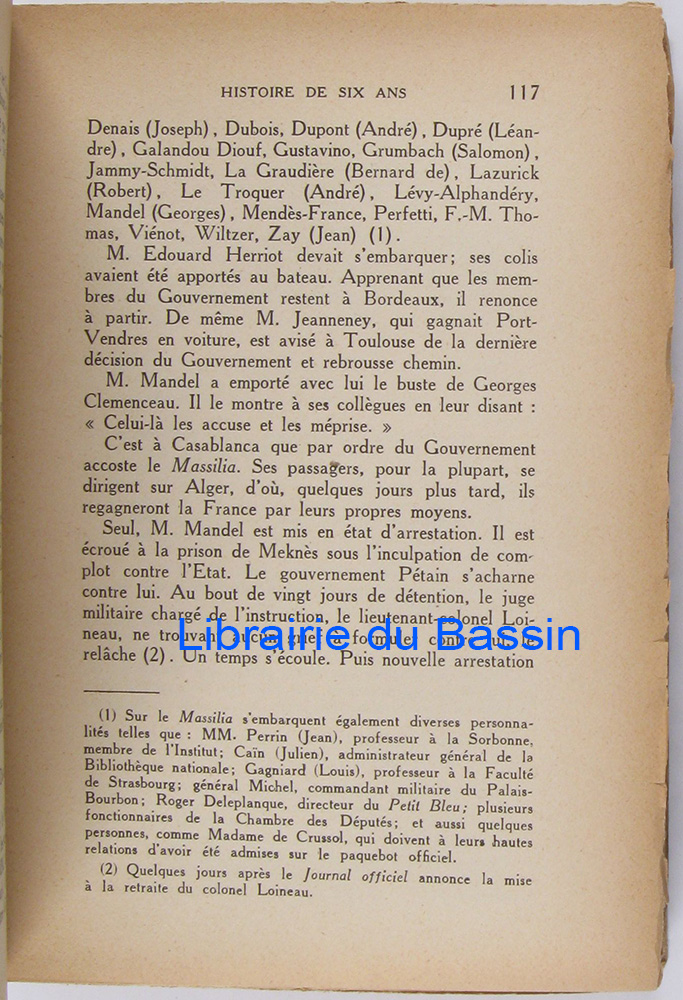 HISTOIRE DE SIX ANS 117
Denais (Joseph), Dubois, Dupont (André), Dupré (Léan-
dre), Galandou Diouf, Gustavino, Grumbach (Salomon),
Jammy-Schmidt, La Graudière (Bernard de), Lazurick
(Robert), Le Troquer (André), Lévy-Alphandéry,
Mandel (Georges), Mendès-France, Perfetti, F.-M. Tho-
mas, Viénot, Wiltzer, Zay (Jean) (1).
M. Edouard Herriot devait s'embarquer; ses colis
avaient été apportés au bateau. Apprenant que les mem-
bres du Gouvernement restent à Bordeaux, il renonce
à partir. De même M. Jeanneney, qui gagnait Port-
Vendres en voiture, est avisé à Toulouse de la dernière
décision du Gouvernement et rebrousse chemin.
M. Mandel a emporté avec lui le buste de Georges
Clemenceau. Il le montre à ses collègues en leur disant :
« Celui-là les accuse et les méprise. »
C'est à Casablanca que par ordre du Gouvernement
accoste le Massilia. Ses passagers, pour la plupart, se
dirigent sur Alger, d'où, quelques jours plus tard, ils
regagneront la France par leurs propres moyens.
Seul, M. Mandel est mis en état d'arrestation. Il est
écroué à la prison de Meknès sous l'inculpation de com-
plot contre l'Etat. Le gouvernement Pétain s'acharne
contre lui. Au bout de vingt jours de détention, le juge
militaire chargé de l'instruction, le lieutenant-colonel Loi-
neau, ne trouvant aucun grief à formuler contre lui, le
relâche (2). Un temps s'écoule. Puis nouvelle arrestation
Librairie du Bassin
(1) Sur le Massilia s'embarquent également diverses personna-
lités telles que : MM. Perrin (Jean), professeur à la Sorbonne,
membre de l'Institut; Caïn (Julien), administrateur général de la
Bibliothèque nationale; Gagniard (Louis), professeur à la Faculté
de Strasbourg; général Michel, commandant militaire du Palais-
Bourbon; Roger Deleplanque, directeur du Petit Bleu; plusieurs
fonctionnaires de la Chambre des Députés; et aussi quelques
personnes, comme Madame de Crussol, qui doivent à leurs hautes
relations d'avoir été admises sur le paquebot officiel.
(2) Quelques jours après le Journal officiel annonce la mise
à la retraite du colonel Loineau.